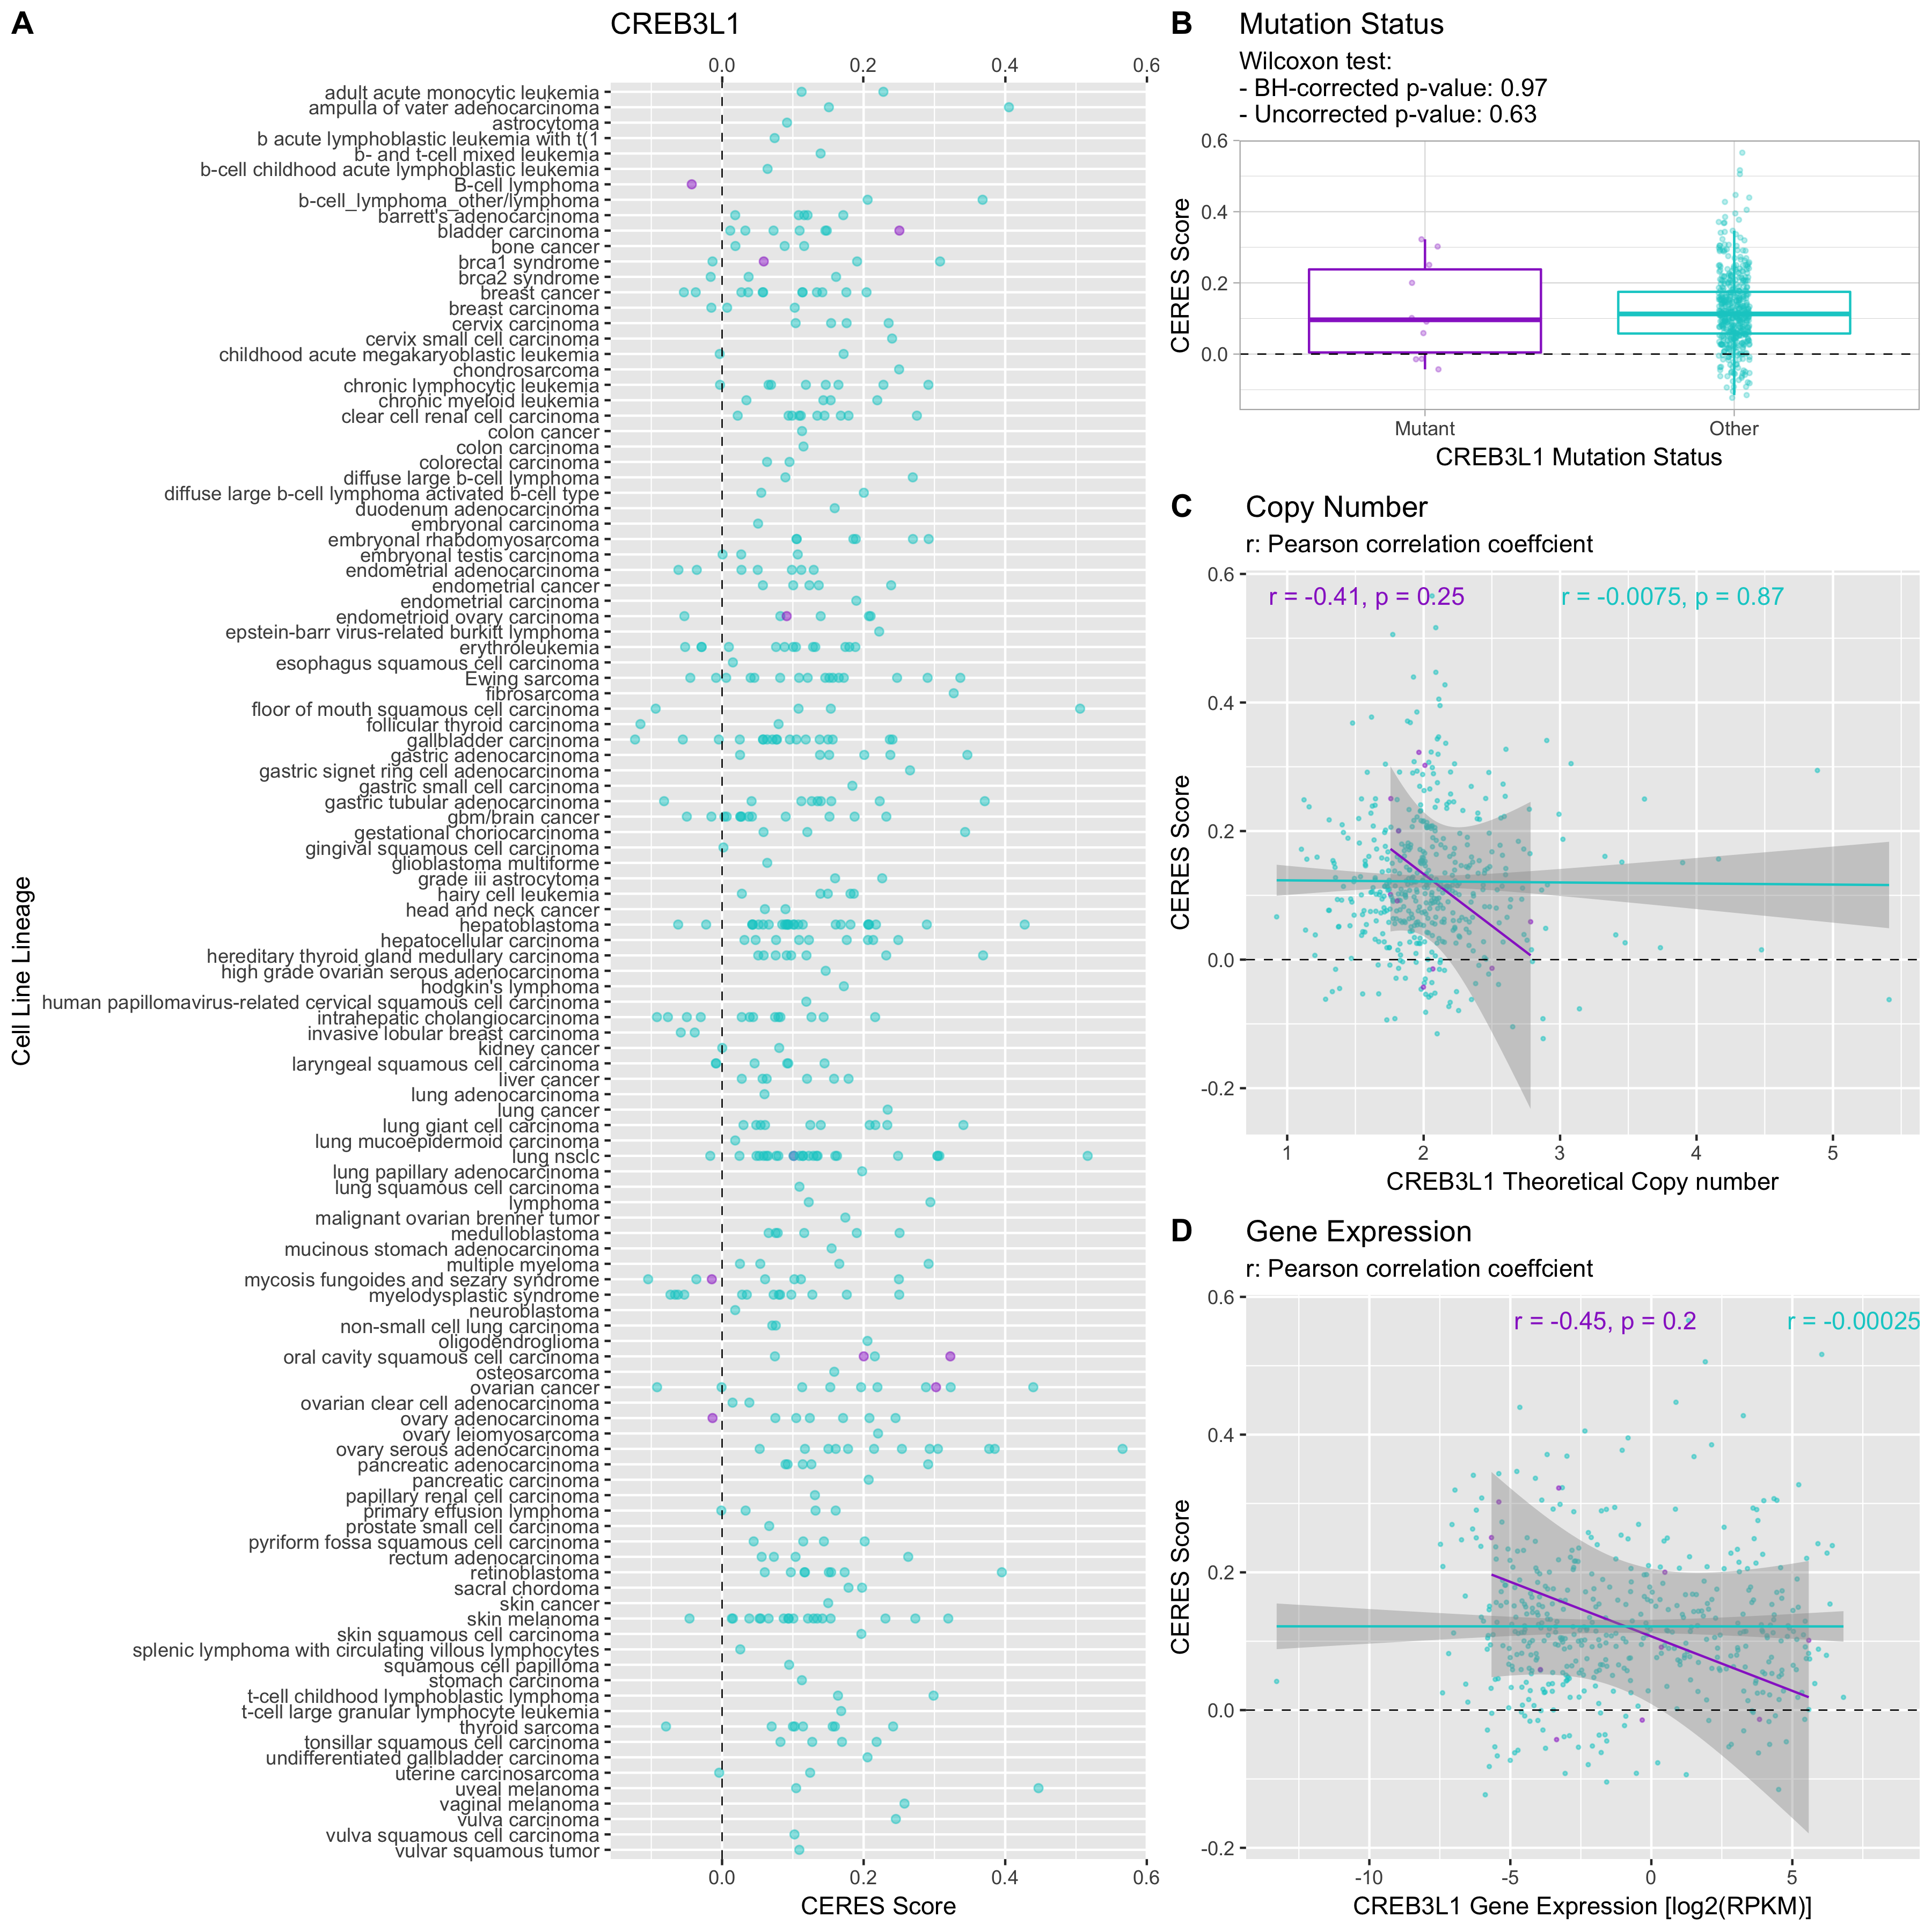 A
CREB3L1
0.0 0.2 0.4 0.6
Cell Line Lineage
adult acute monocytic leukemia
ampulla of vater adenocarcinoma
astrocytoma
b acute lymphoblastic leukemia with t(1
b- and t-cell mixed leukemia
b-cell childhood acute lymphoblastic leukemia
B-cell lymphoma
b-cell_lymphoma_other/lymphoma
barrett's adenocarcinoma
bladder carcinoma
bone cancer
brca1 syndrome
brca2 syndrome
breast cancer
breast carcinoma
cervix carcinoma
cervix small cell carcinoma
childhood acute megakaryoblastic leukemia
chondrosarcoma
chronic lymphocytic leukemia
chronic myeloid leukemia
clear cell renal cell carcinoma
colon cancer
colon carcinoma
colorectal carcinoma
diffuse large b-cell lymphoma
diffuse large b-cell lymphoma activated b-cell type
duodenum adenocarcinoma
embryonal carcinoma
embryonal rhabdomyosarcoma
embryonal testis carcinoma
endometrial adenocarcinoma
endometrial cancer
endometrial carcinoma
endometrioid ovary carcinoma
epstein-barr virus-related burkitt lymphoma
erythroleukemia
esophagus squamous cell carcinoma
Ewing sarcoma
fibrosarcoma
floor of mouth squamous cell carcinoma
follicular thyroid carcinoma
gallbladder carcinoma
gastric adenocarcinoma
gastric signet ring cell adenocarcinoma
gastric small cell carcinoma
gastric tubular adenocarcinoma
gbm/brain cancer
gestational choriocarcinoma
gingival squamous cell carcinoma
glioblastoma multiforme
grade iii astrocytoma
hairy cell leukemia
head and neck cancer
hepatoblastoma
hepatocellular carcinoma
hereditary thyroid gland medullary carcinoma
high grade ovarian serous adenocarcinoma
hodgkin's lymphoma
human papillomavirus-related cervical squamous cell carcinoma
intrahepatic cholangiocarcinoma
invasive lobular breast carcinoma
kidney cancer
laryngeal squamous cell carcinoma
liver cancer
lung adenocarcinoma
lung cancer
lung giant cell carcinoma
lung mucoepidermoid carcinoma
lung nsclc
lung papillary adenocarcinoma
lung squamous cell carcinoma
lymphoma
malignant ovarian brenner tumor
medulloblastoma
mucinous stomach adenocarcinoma
multiple myeloma
mycosis fungoides and sezary syndrome
myelodysplastic syndrome
neuroblastoma
non-small cell lung carcinoma
oligodendroglioma
oral cavity squamous cell carcinoma
osteosarcoma
ovarian cancer
ovarian clear cell adenocarcinoma
ovary adenocarcinoma
ovary leiomyosarcoma
ovary serous adenocarcinoma
pancreatic adenocarcinoma
pancreatic carcinoma
papillary renal cell carcinoma
primary effusion lymphoma
prostate small cell carcinoma
pyriform fossa squamous cell carcinoma
rectum adenocarcinoma
retinoblastoma
sacral chordoma
skin cancer
skin melanoma
skin squamous cell carcinoma
splenic lymphoma with circulating villous lymphocytes
squamous cell papilloma
stomach carcinoma
t-cell childhood lymphoblastic lymphoma
t-cell large granular lymphocyte leukemia
thyroid sarcoma
tonsillar squamous cell carcinoma
undifferentiated gallbladder carcinoma
uterine carcinosarcoma
uveal melanoma
vaginal melanoma
vulva carcinoma
vulva squamous cell carcinoma
vulvar squamous tumor
0.0 0.2 0.4 0.6
CERES Score
B
Mutation Status
Wilcoxon test:
- BH-corrected p-value: 0.97
- Uncorrected p-value: 0.63
CERES Score
0.6
0.4
0.2
0.0
Mutant Other
CREB3L1 Mutation Status
C
Copy Number
r: Pearson correlation coeffcient
r = -0.41, p = 0.25 r = -0.0075, p = 0.87
CERES Score
0.6
0.4
0.2
0.0
-0.2
1 2 3 4 5
CREB3L1 Theoretical Copy number
D
Gene Expression
r: Pearson correlation coeffcient
r = -0.45, p = 0.2 r = -0.00025
CERES Score
0.6
0.4
0.2
0.0
-0.2
-10 -5 0 5
CREB3L1 Gene Expression [log2(RPKM)]